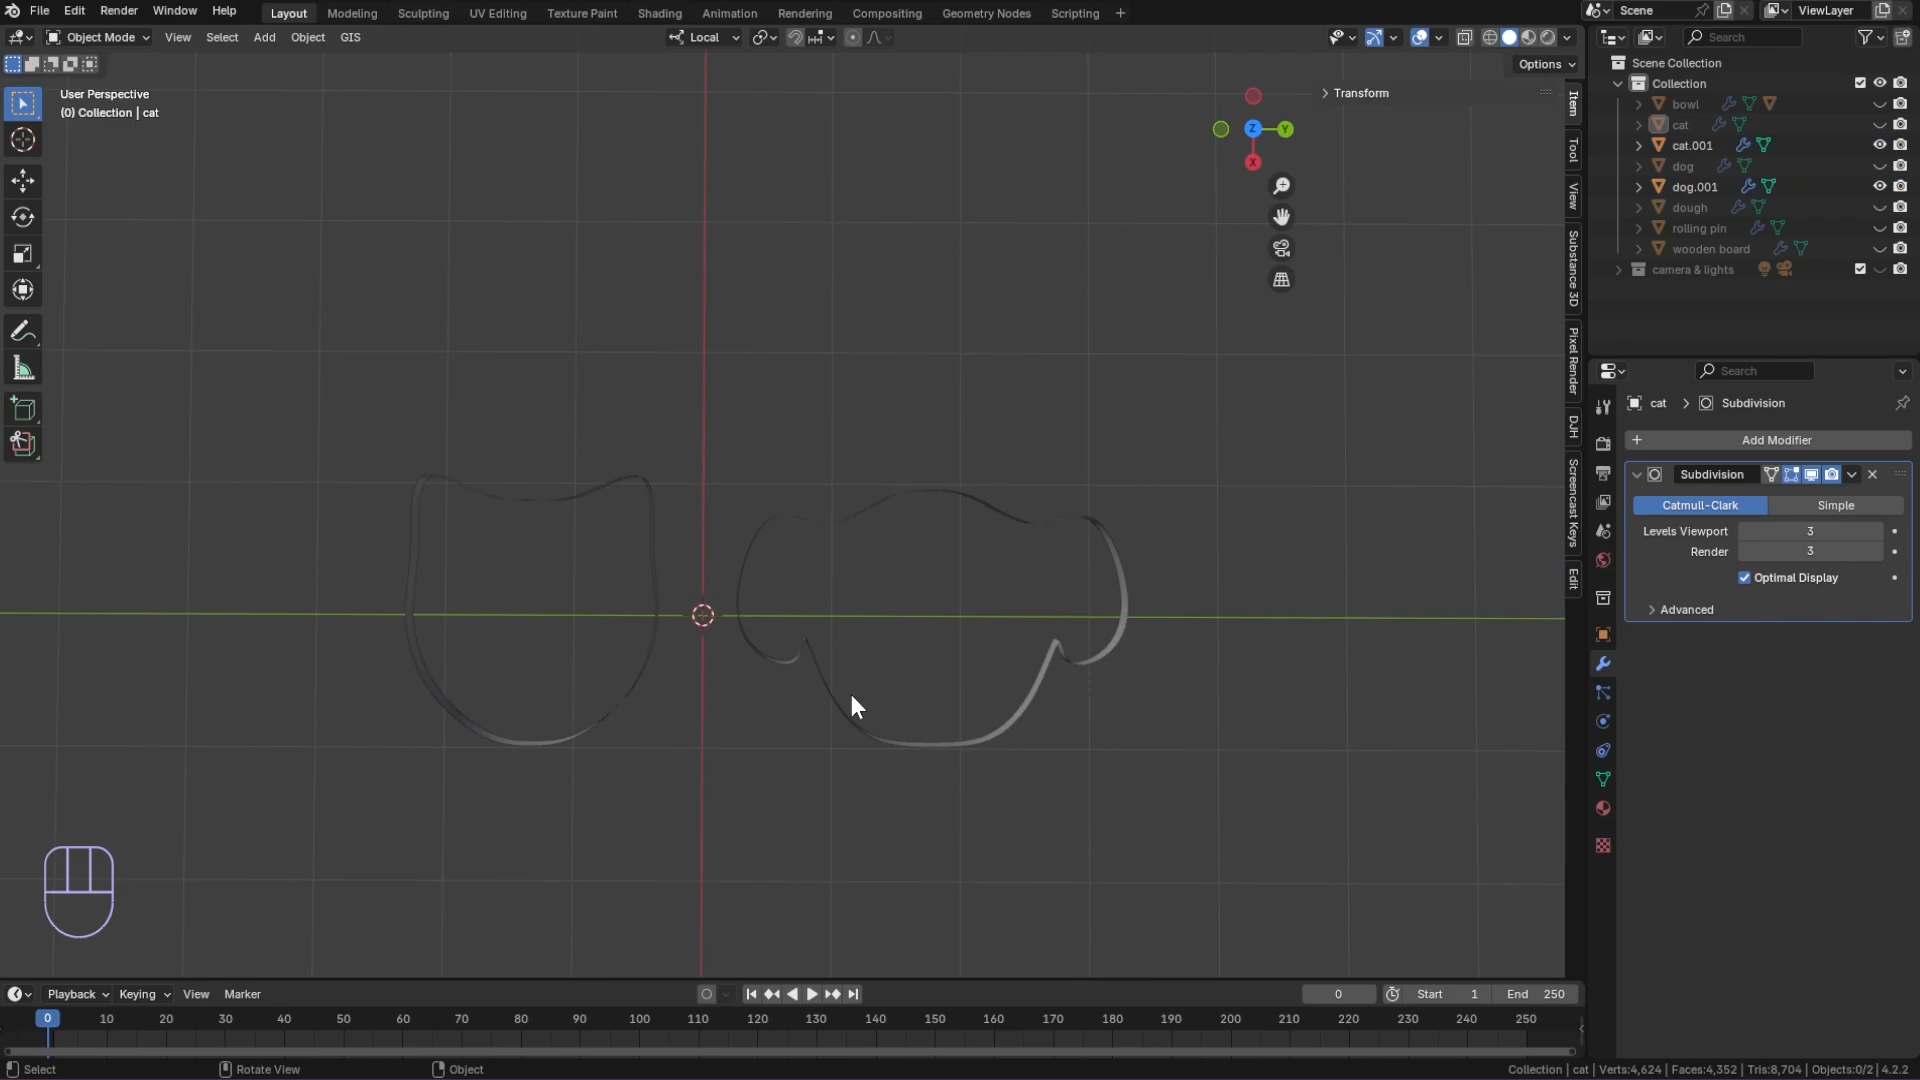 File Edit Render Window Help
Layout Modeling Sculpting UV Editing Texture Paint Shading Animation Rendering Compositing Geometry Nodes Scripting +
Scene
ViewLayer
Object Mode View Select Add Object GIS
Local
Search
Options
User Perspective
(0) Collection | cat
Transform
Z
Y
X
Item
Tool
View
Substance 3D
Pixel Render
DJH
Screencast Keys
Edit
Scene Collection
Collection
bowl
cat
cat.001
dog
dog.001
dough
rolling pin
wooden board
camera & lights
Search
cat > Subdivision
+ Add Modifier
Subdivision
Catmull-Clark Simple
Levels Viewport 3
Render 3
Optimal Display
Advanced
Playback Keying View Marker
0 Start 1 End 250
0 10 20 30 40 50 60 70 80 90 100 110 120 130 140 150 160 170 180 190 200 210 220 230 240 250
Select Rotate View Object
Collection | cat | Verts:4,624 | Faces:4,352 | Tris:8,704 | Objects:0/2 | 4.2.2